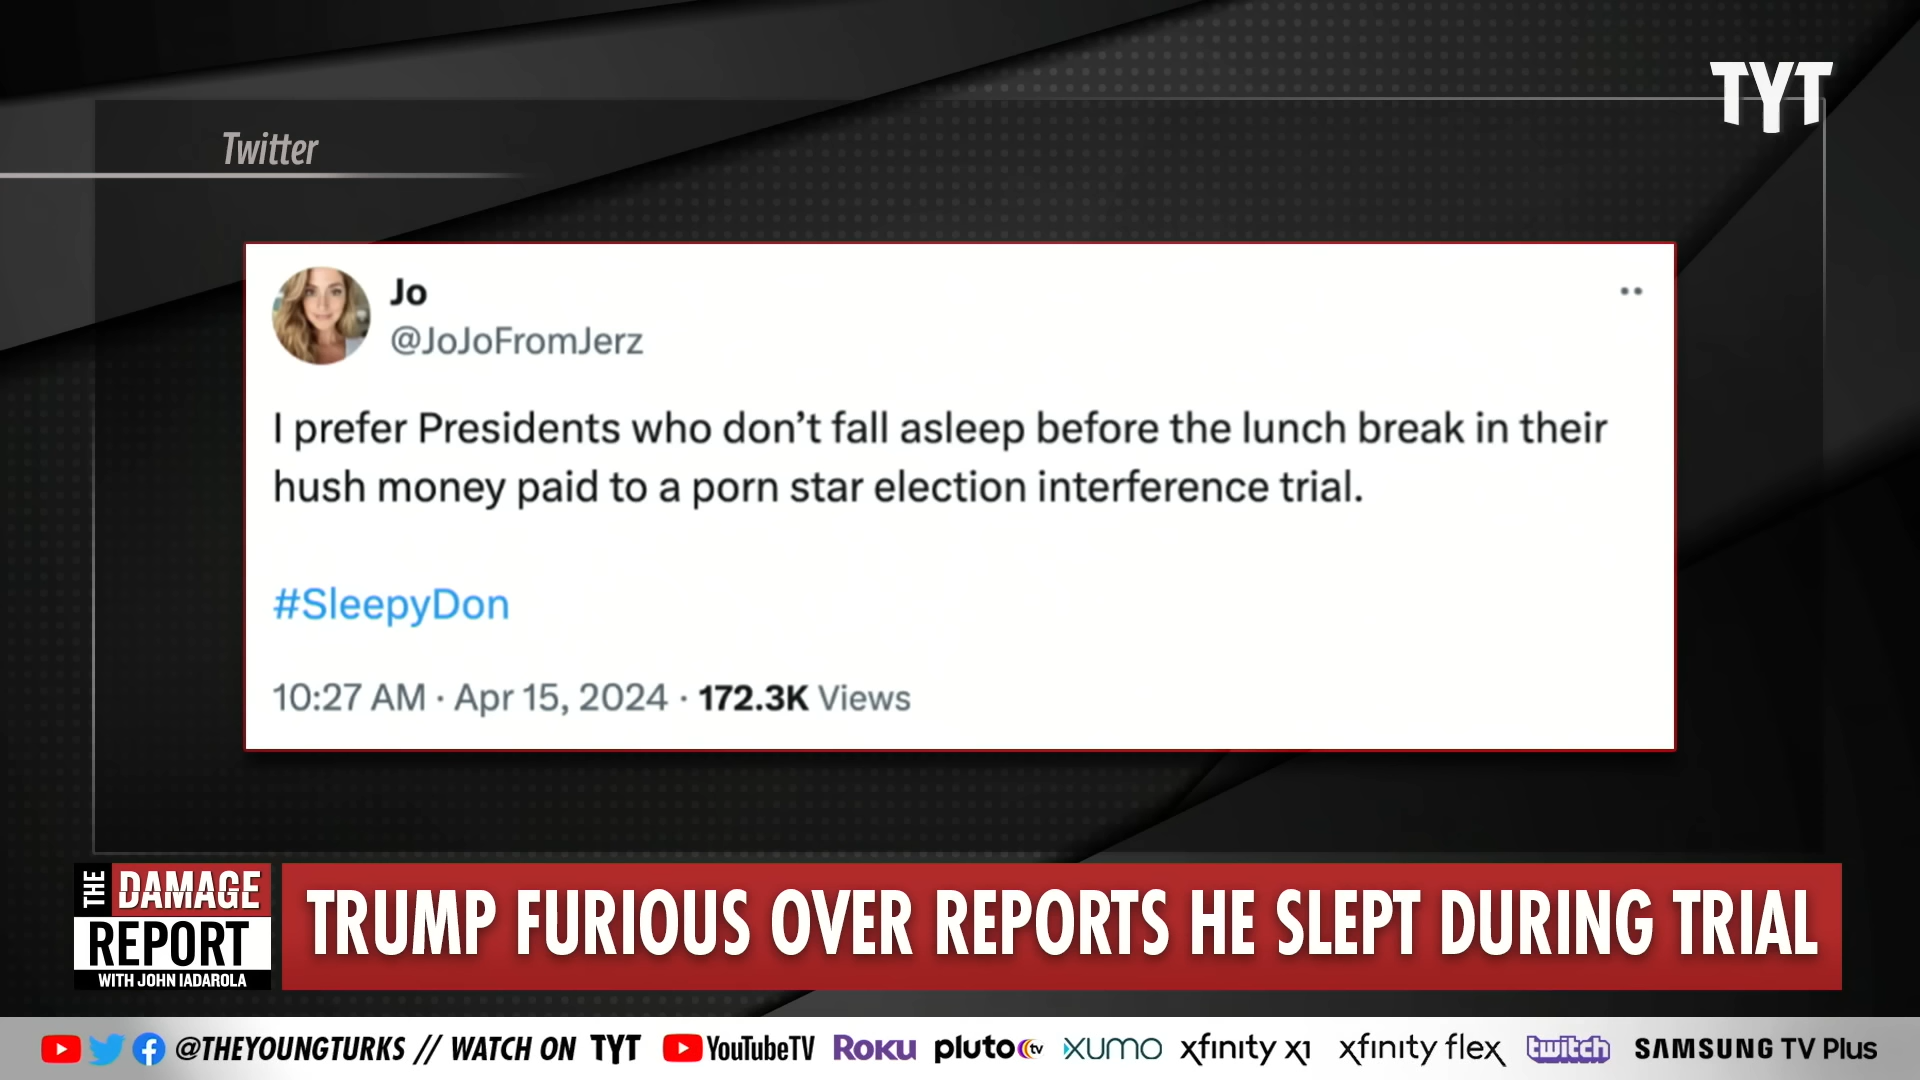 TYT
Twitter
Jo
@JoJoFromJerz
I prefer Presidents who don’t fall asleep before the lunch break in their
hush money paid to a porn star election interference trial.
#SleepyDon
10:27 AM · Apr 15, 2024 · 172.3K Views
THE DAMAGE
REPORT
WITH JOHN IADAROLA
TRUMP FURIOUS OVER REPORTS HE SLEPT DURING TRIAL
@THEYOUNGTURKS // WATCH ON TYT YouTubeTV ROKU pluto tv XUMO xfinity x1 xfinity flex twitch SAMSUNG TV Plus